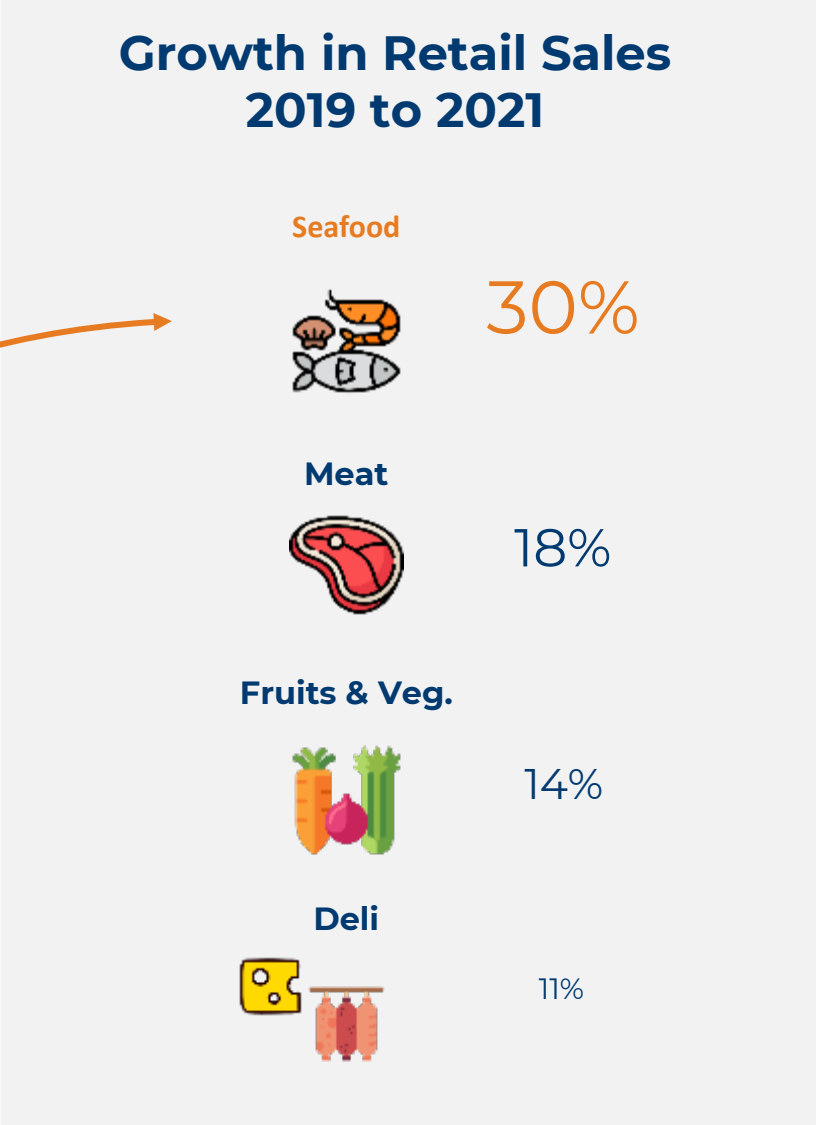 Growth in Retail Sales
2019 to 2021
Seafood
30%
Meat
18%
Fruits & Veg.
14%
Deli
11%